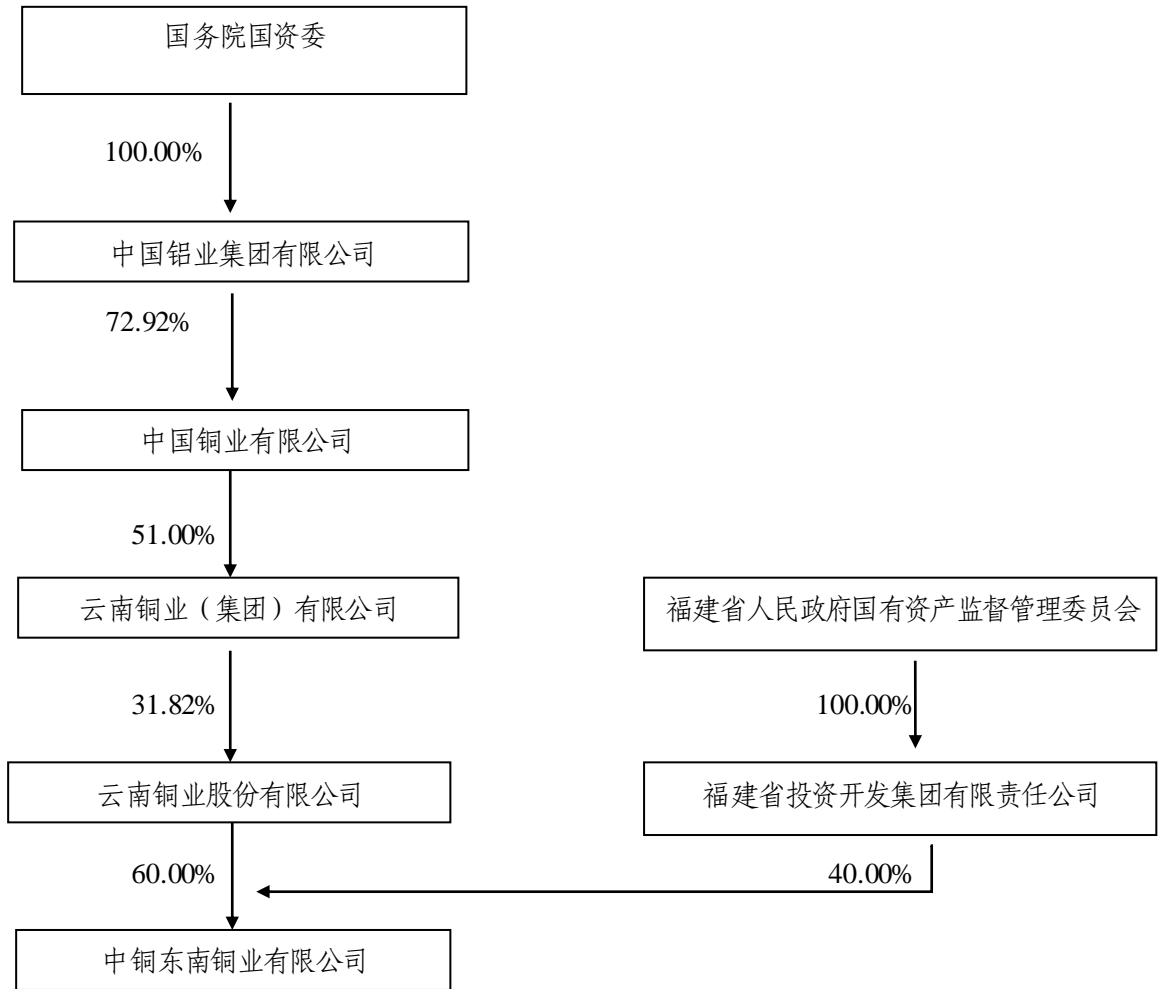 国务院国资委
100.00%
中国铝业集团有限公司
72.92%
中国铜业有限公司
51.00%
云南铜业（集团）有限公司
福建省人民政府国有资产监督管理委员会
31.82%
100.00%
云南铜业股份有限公司
福建省投资开发集团有限责任公司
60.00%
40.00%
中铜东南铜业有限公司